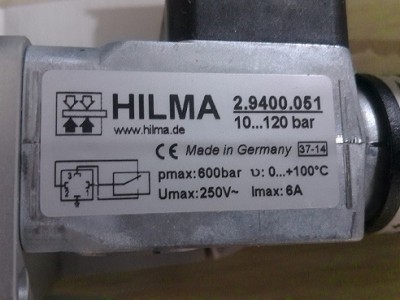 HILMA 2.9400.051
www.hilma.de 10...120 bar
CE Made in Germany 37-14
pmax:600bar ʋ: 0...+100°C
Umax:250V~ Imax: 6A